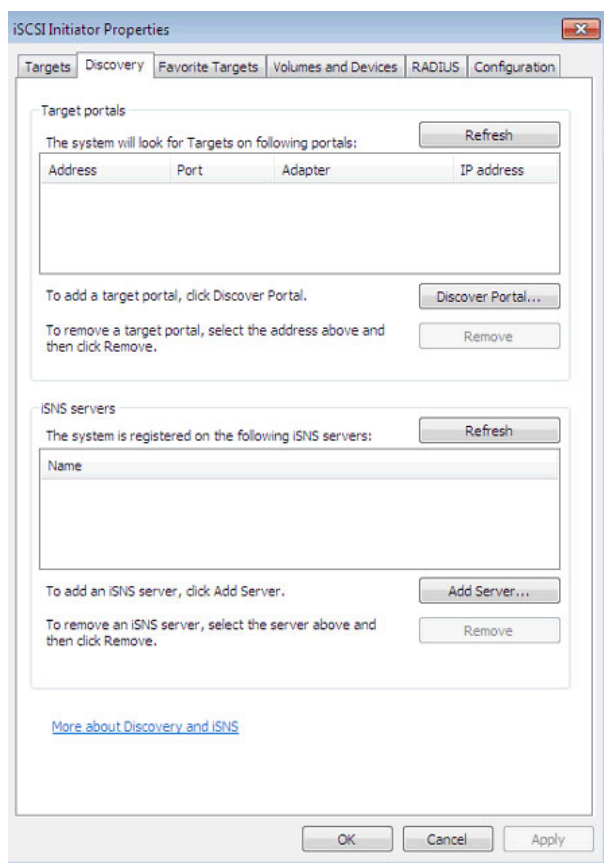 iSCSI Initiator Properties
Targets Discovery Favorite Targets Volumes and Devices RADIUS Configuration
Target portals
The system will look for Targets on following portals: Refresh
Address Port Adapter IP address
To add a target portal, click Discover Portal. Discover Portal...
To remove a target portal, select the address above and
then click Remove. Remove
iSNS servers
The system is registered on the following iSNS servers: Refresh
Name
To add an iSNS server, click Add Server. Add Server...
To remove an iSNS server, select the server above and
then click Remove. Remove
More about Discovery and iSNS
OK Cancel Apply